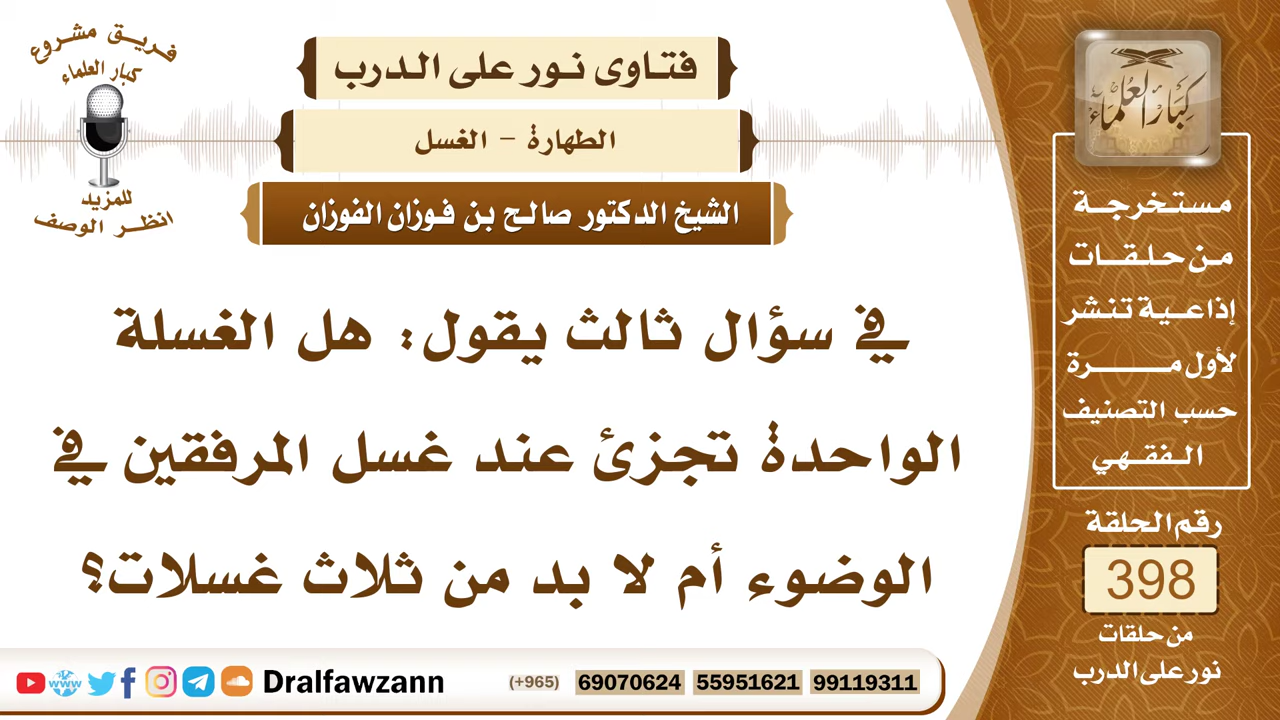 فريق مشروع
كبار العلماء
للمزيد
انظر الوصف
فتاوى نور على الدرب
الطهارة - الغسل
الشيخ الدكتور صالح بن فوزان الفوزان
في سؤال ثالث يقول: هل الغسلة
الواحدة تجزئ عند غسل المرفقين في
الوضوء أم لا بد من ثلاث غسلات؟
كبار العلماء
مستخرجة
من حلقات
إذاعية تنشر
لأول مرة
حسب التصنيف
الفقهي
رقم الحلقة
398
من حلقات
نور على الدرب
www Dralfawzann (+965) 69070624 55951621 99119311